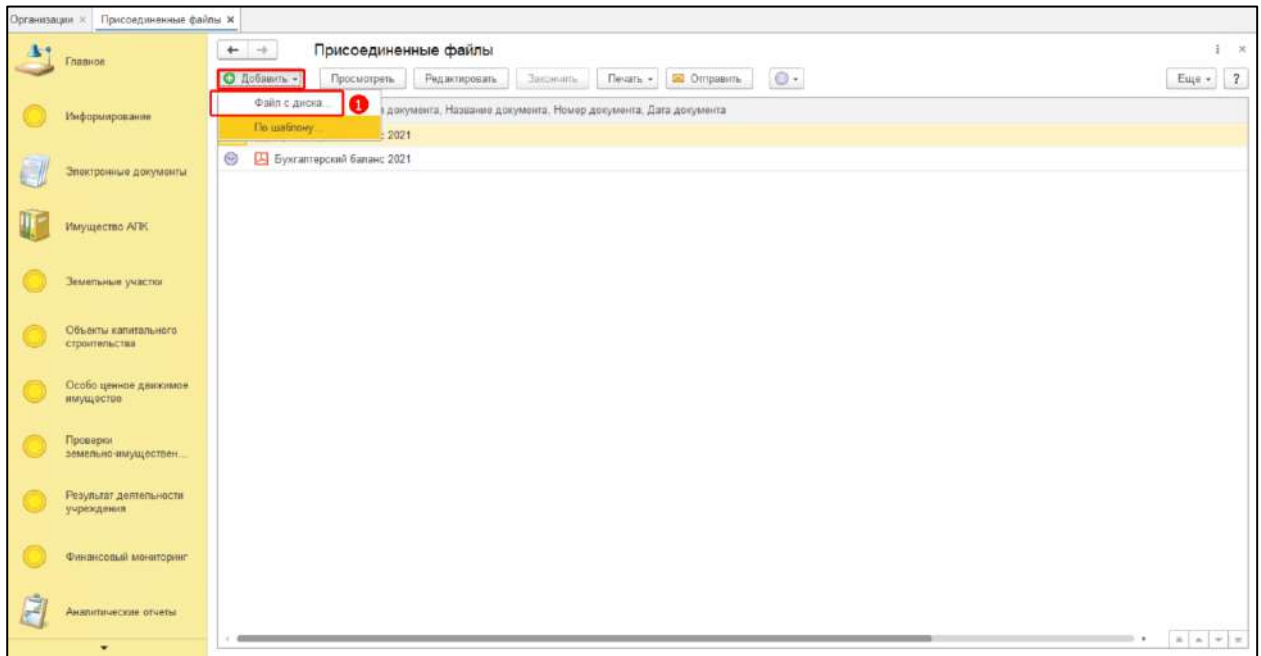 Организации × Присоединенные файлы ×
Главное
Информирование
Электронные документы
Имущество АПК
Земельные участки
Объекты капитального
строительства
Особо ценное движимое
имущество
Проверки
земельно-имуществен...
Результат деятельности
учреждения
Финансовый мониторинг
Аналитические отчеты
Присоединенные файлы
Добавить Просмотреть Редактировать Закончить Печать Отправить Еще ?
Файл с диска... 1
По шаблону...
документа, Название документа, Номер документа, Дата документа
с 2021
Бухгалтерский баланс 2021